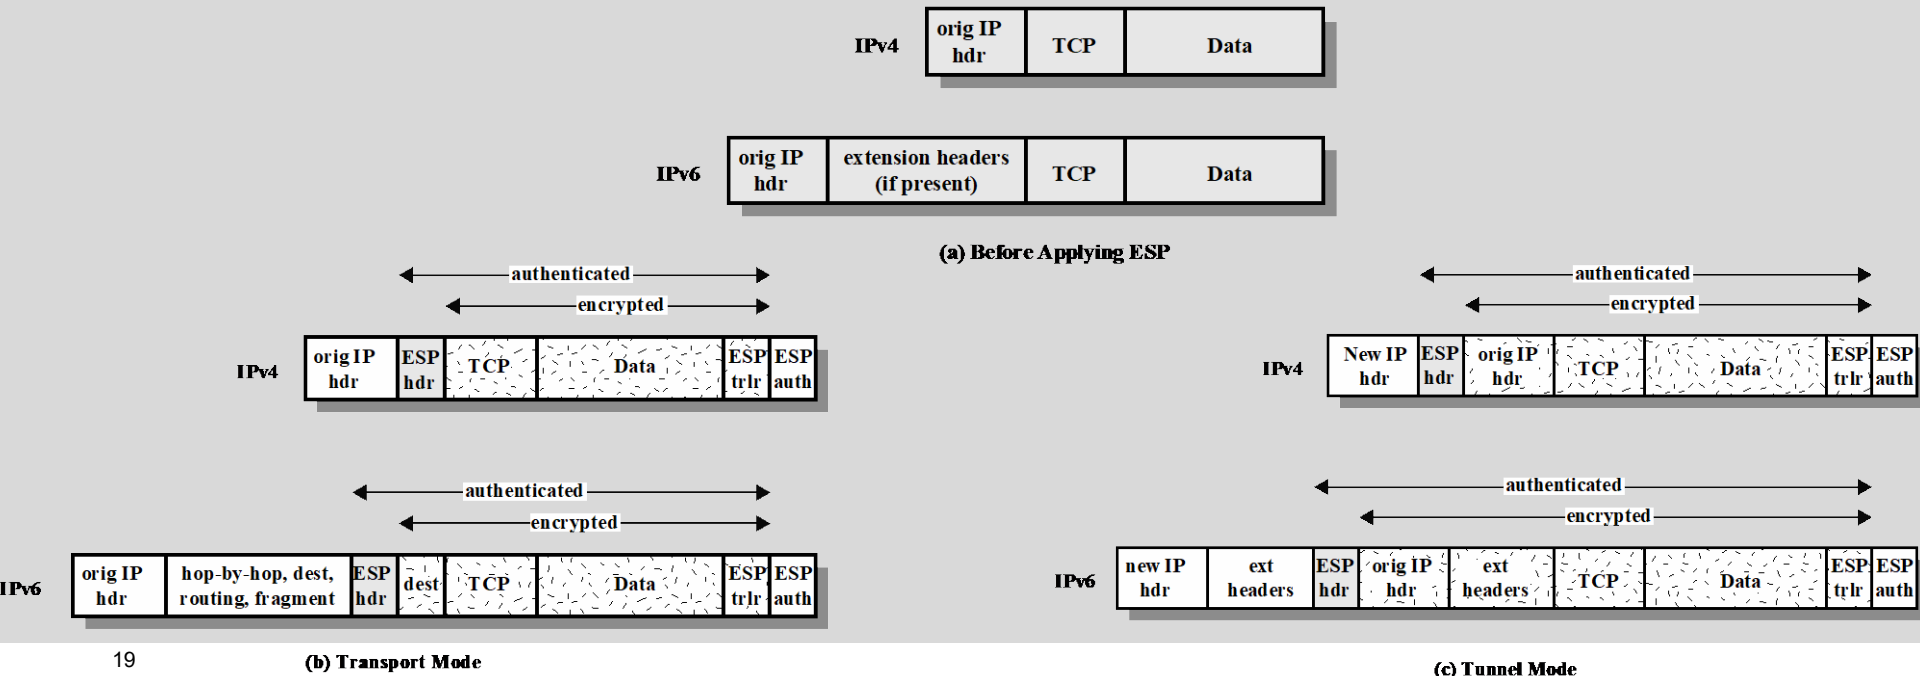 IPv4
orig IP
hdr
TCP
Data
IPv6
orig IP
hdr
extension headers
(if present)
TCP
Data
(a) Before Applying ESP
authenticated
encrypted
IPv4
orig IP
hdr
ESP
hdr
TCP
Data
ESP
trlr
ESP
auth
authenticated
encrypted
IPv6
orig IP
hdr
hop-by-hop, dest,
routing, fragment
ESP
hdr
dest
TCP
Data
ESP
trlr
ESP
auth
(b) Transport Mode
authenticated
encrypted
IPv4
New IP
hdr
ESP
hdr
orig IP
hdr
TCP
Data
ESP
trlr
ESP
auth
authenticated
encrypted
IPv6
new IP
hdr
ext
headers
ESP
hdr
orig IP
hdr
ext
headers
TCP
Data
ESP
trlr
ESP
auth
(c) Tunnel Mode
19